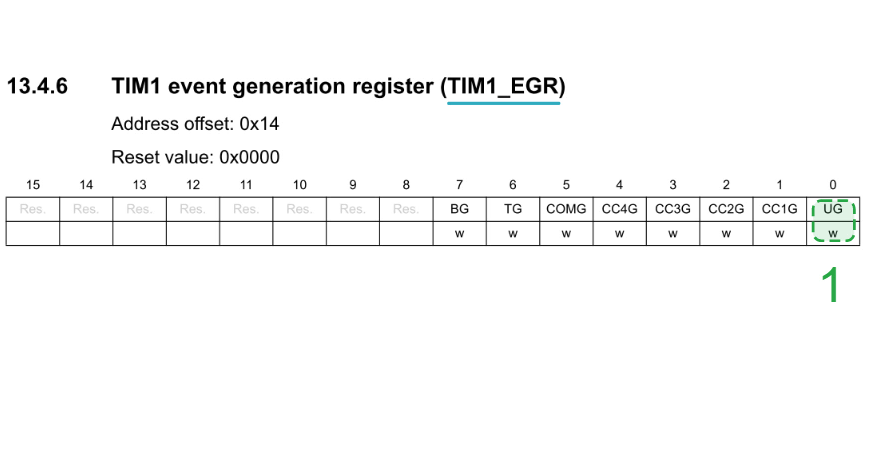 13.4.6 TIM1 event generation register (TIM1_EGR)
Address offset: 0x14
Reset value: 0x0000
15 14 13 12 11 10 9 8 7 6 5 4 3 2 1 0
Res. Res. Res. Res. Res. Res. Res. Res. BG TG COMG CC4G CC3G CC2G CC1G UG
w w w w w w w w
1